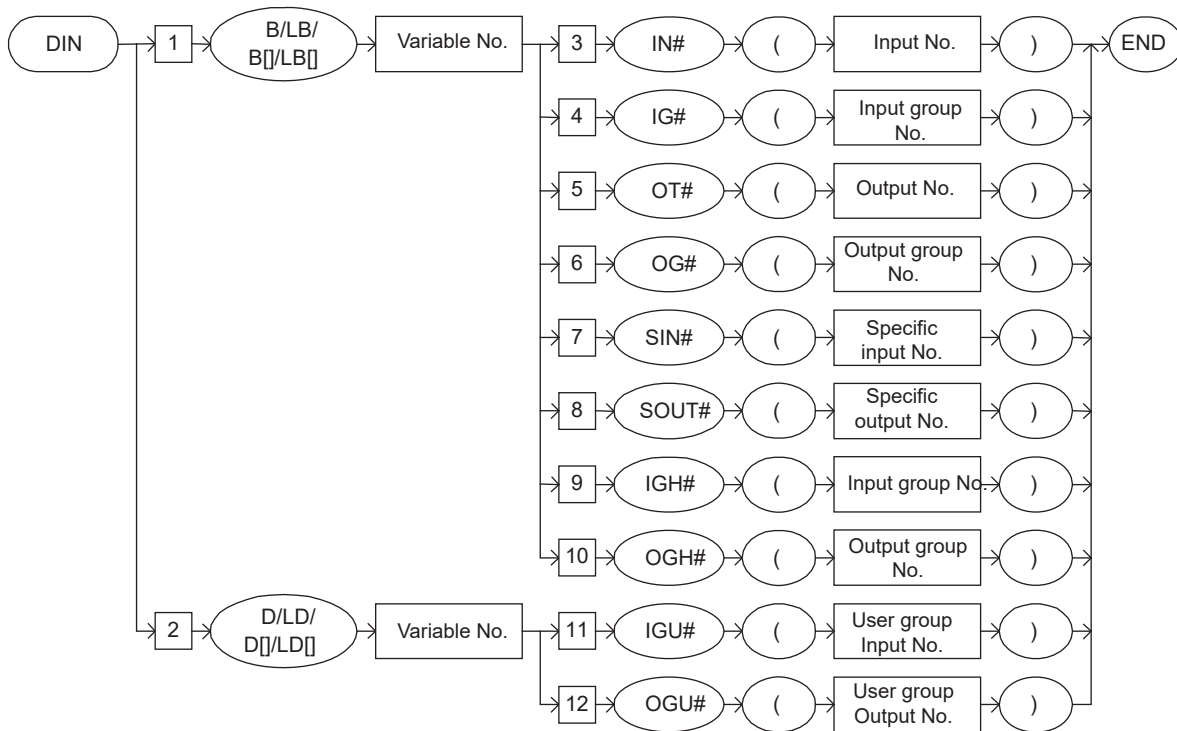 DIN
1
B/LB/
B[]/LB[]
Variable No.
3
IN#
(
Input No.
)
END
4
IG#
(
Input group
No.
)
5
OT#
(
Output No.
)
6
OG#
(
Output group
No.
)
7
SIN#
(
Specific
input No.
)
8
SOUT#
(
Specific
output No.
)
9
IGH#
(
Input group No.
)
10
OGH#
(
Output group
No.
)
2
D/LD/
D[]/LD[]
Variable No.
11
IGU#
(
User group
Input No.
)
12
OGU#
(
User group
Output No.
)